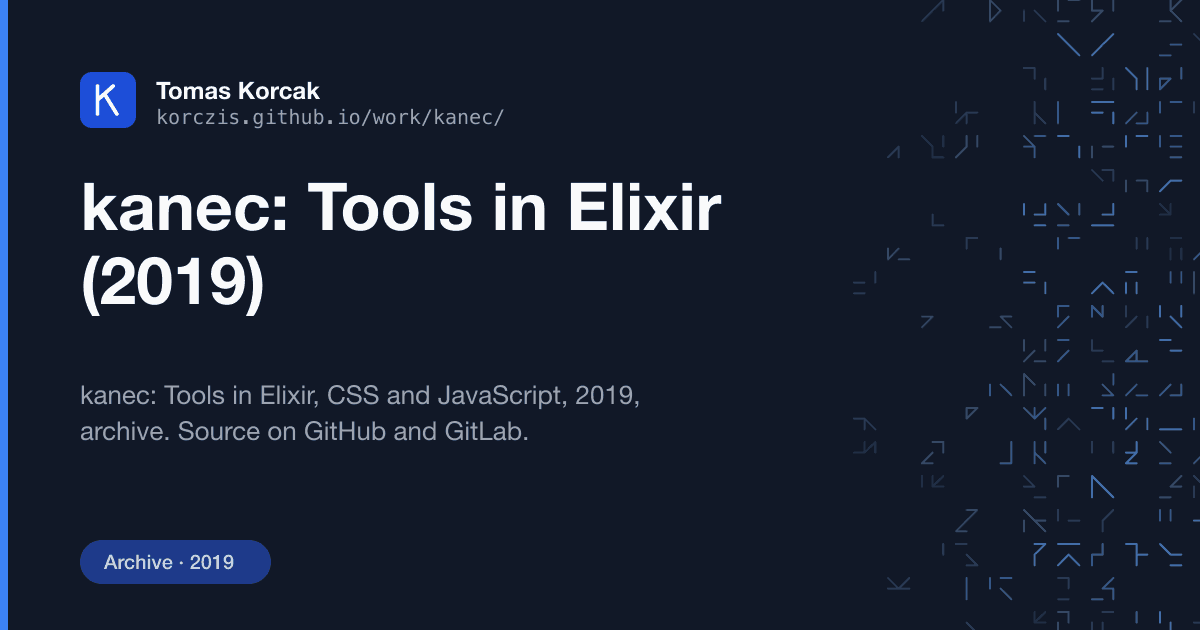 K
Tomas Korcak
korczis.github.io/work/kanec/
kanec: Tools in Elixir
(2019)
kanec: Tools in Elixir, CSS and JavaScript, 2019,
archive. Source on GitHub and GitLab.
Archive · 2019